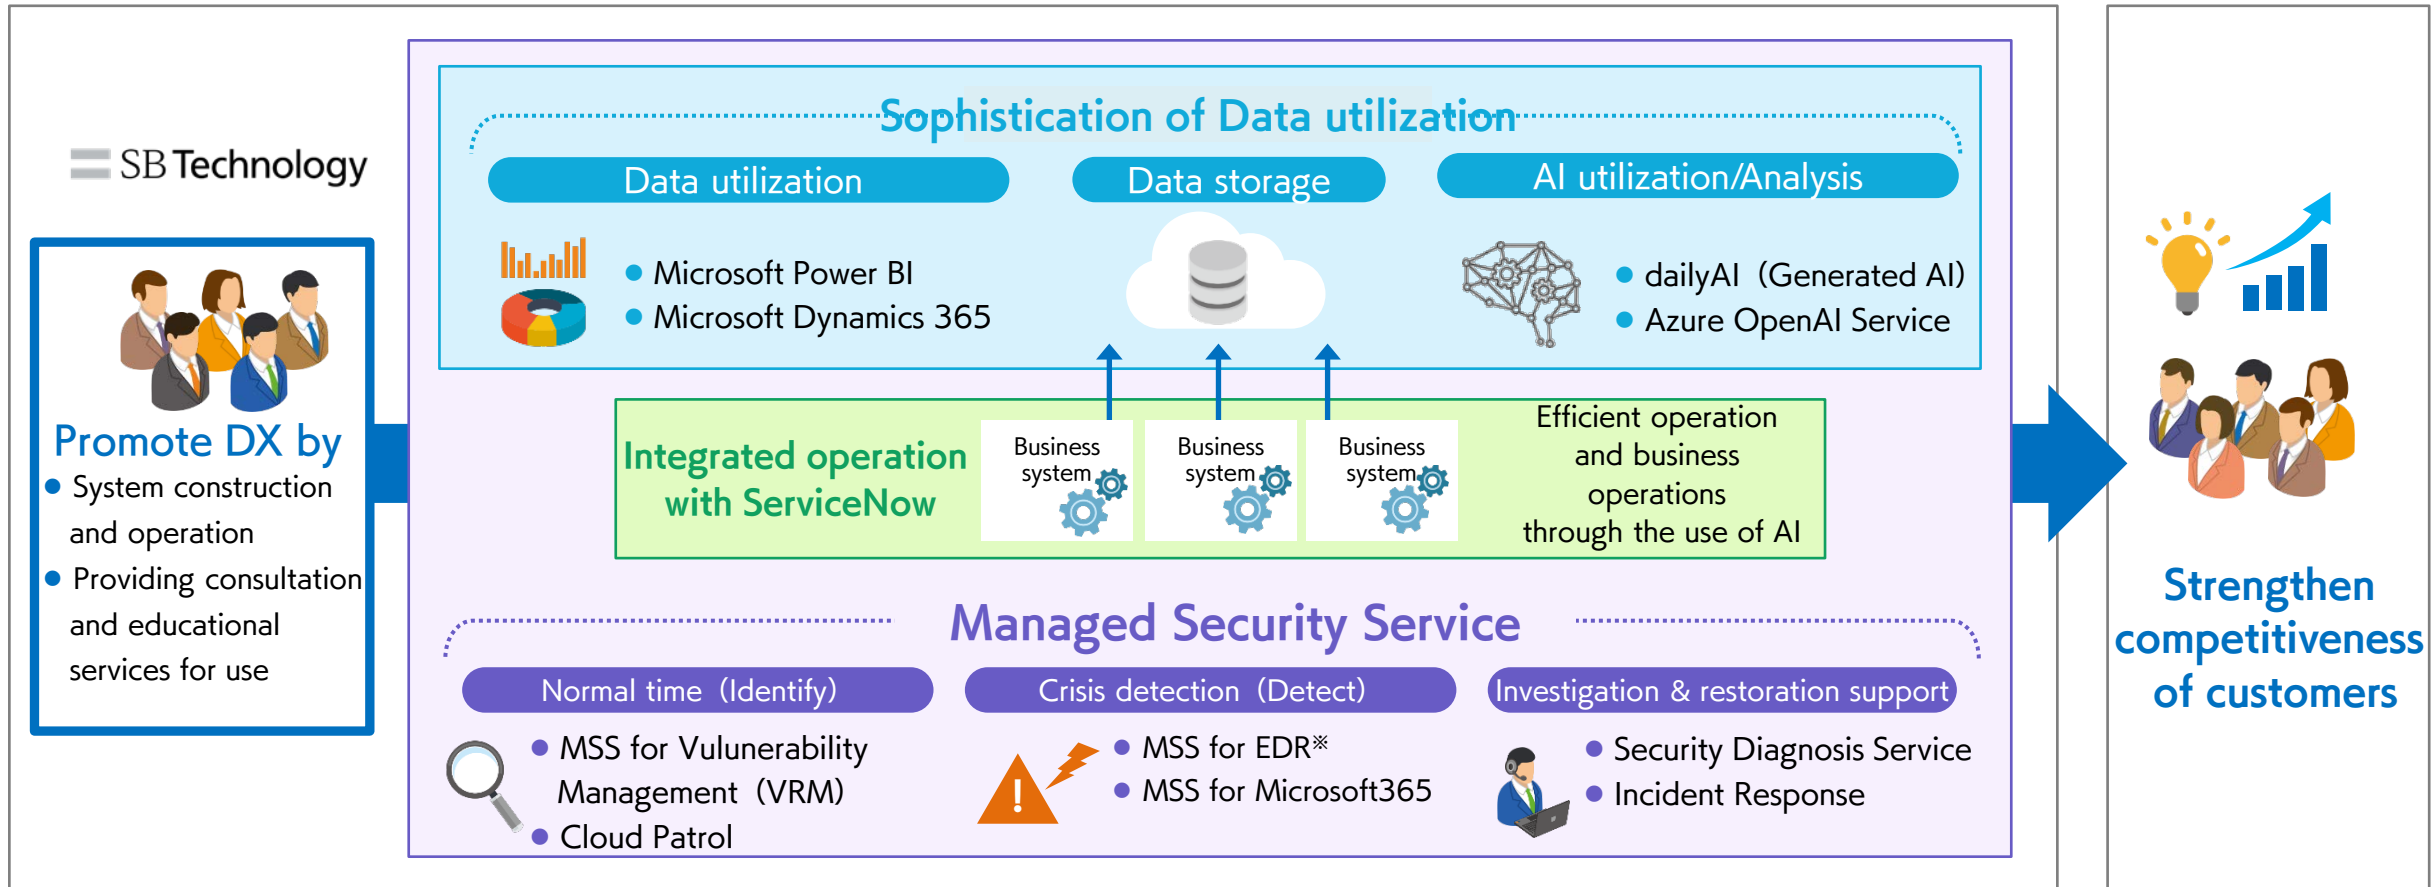 SB Technology
Promote DX by
● System construction
and operation
● Providing consultation
and educational
services for use
Sophistication of Data utilization
Data utilization
● Microsoft Power BI
● Microsoft Dynamics 365
Data storage
AI utilization/Analysis
● dailyAI (Generated AI)
● Azure OpenAI Service
Integrated operation
with ServiceNow
Business
system
Business
system
Business
system
Efficient operation
and business
operations
through the use of AI
Managed Security Service
Normal time (Identify)
● MSS for Vulunerability
Management (VRM)
● Cloud Patrol
Crisis detection (Detect)
!
● MSS for EDR※
● MSS for Microsoft365
Investigation & restoration support
● Security Diagnosis Service
● Incident Response
Strengthen
competitiveness
of customers